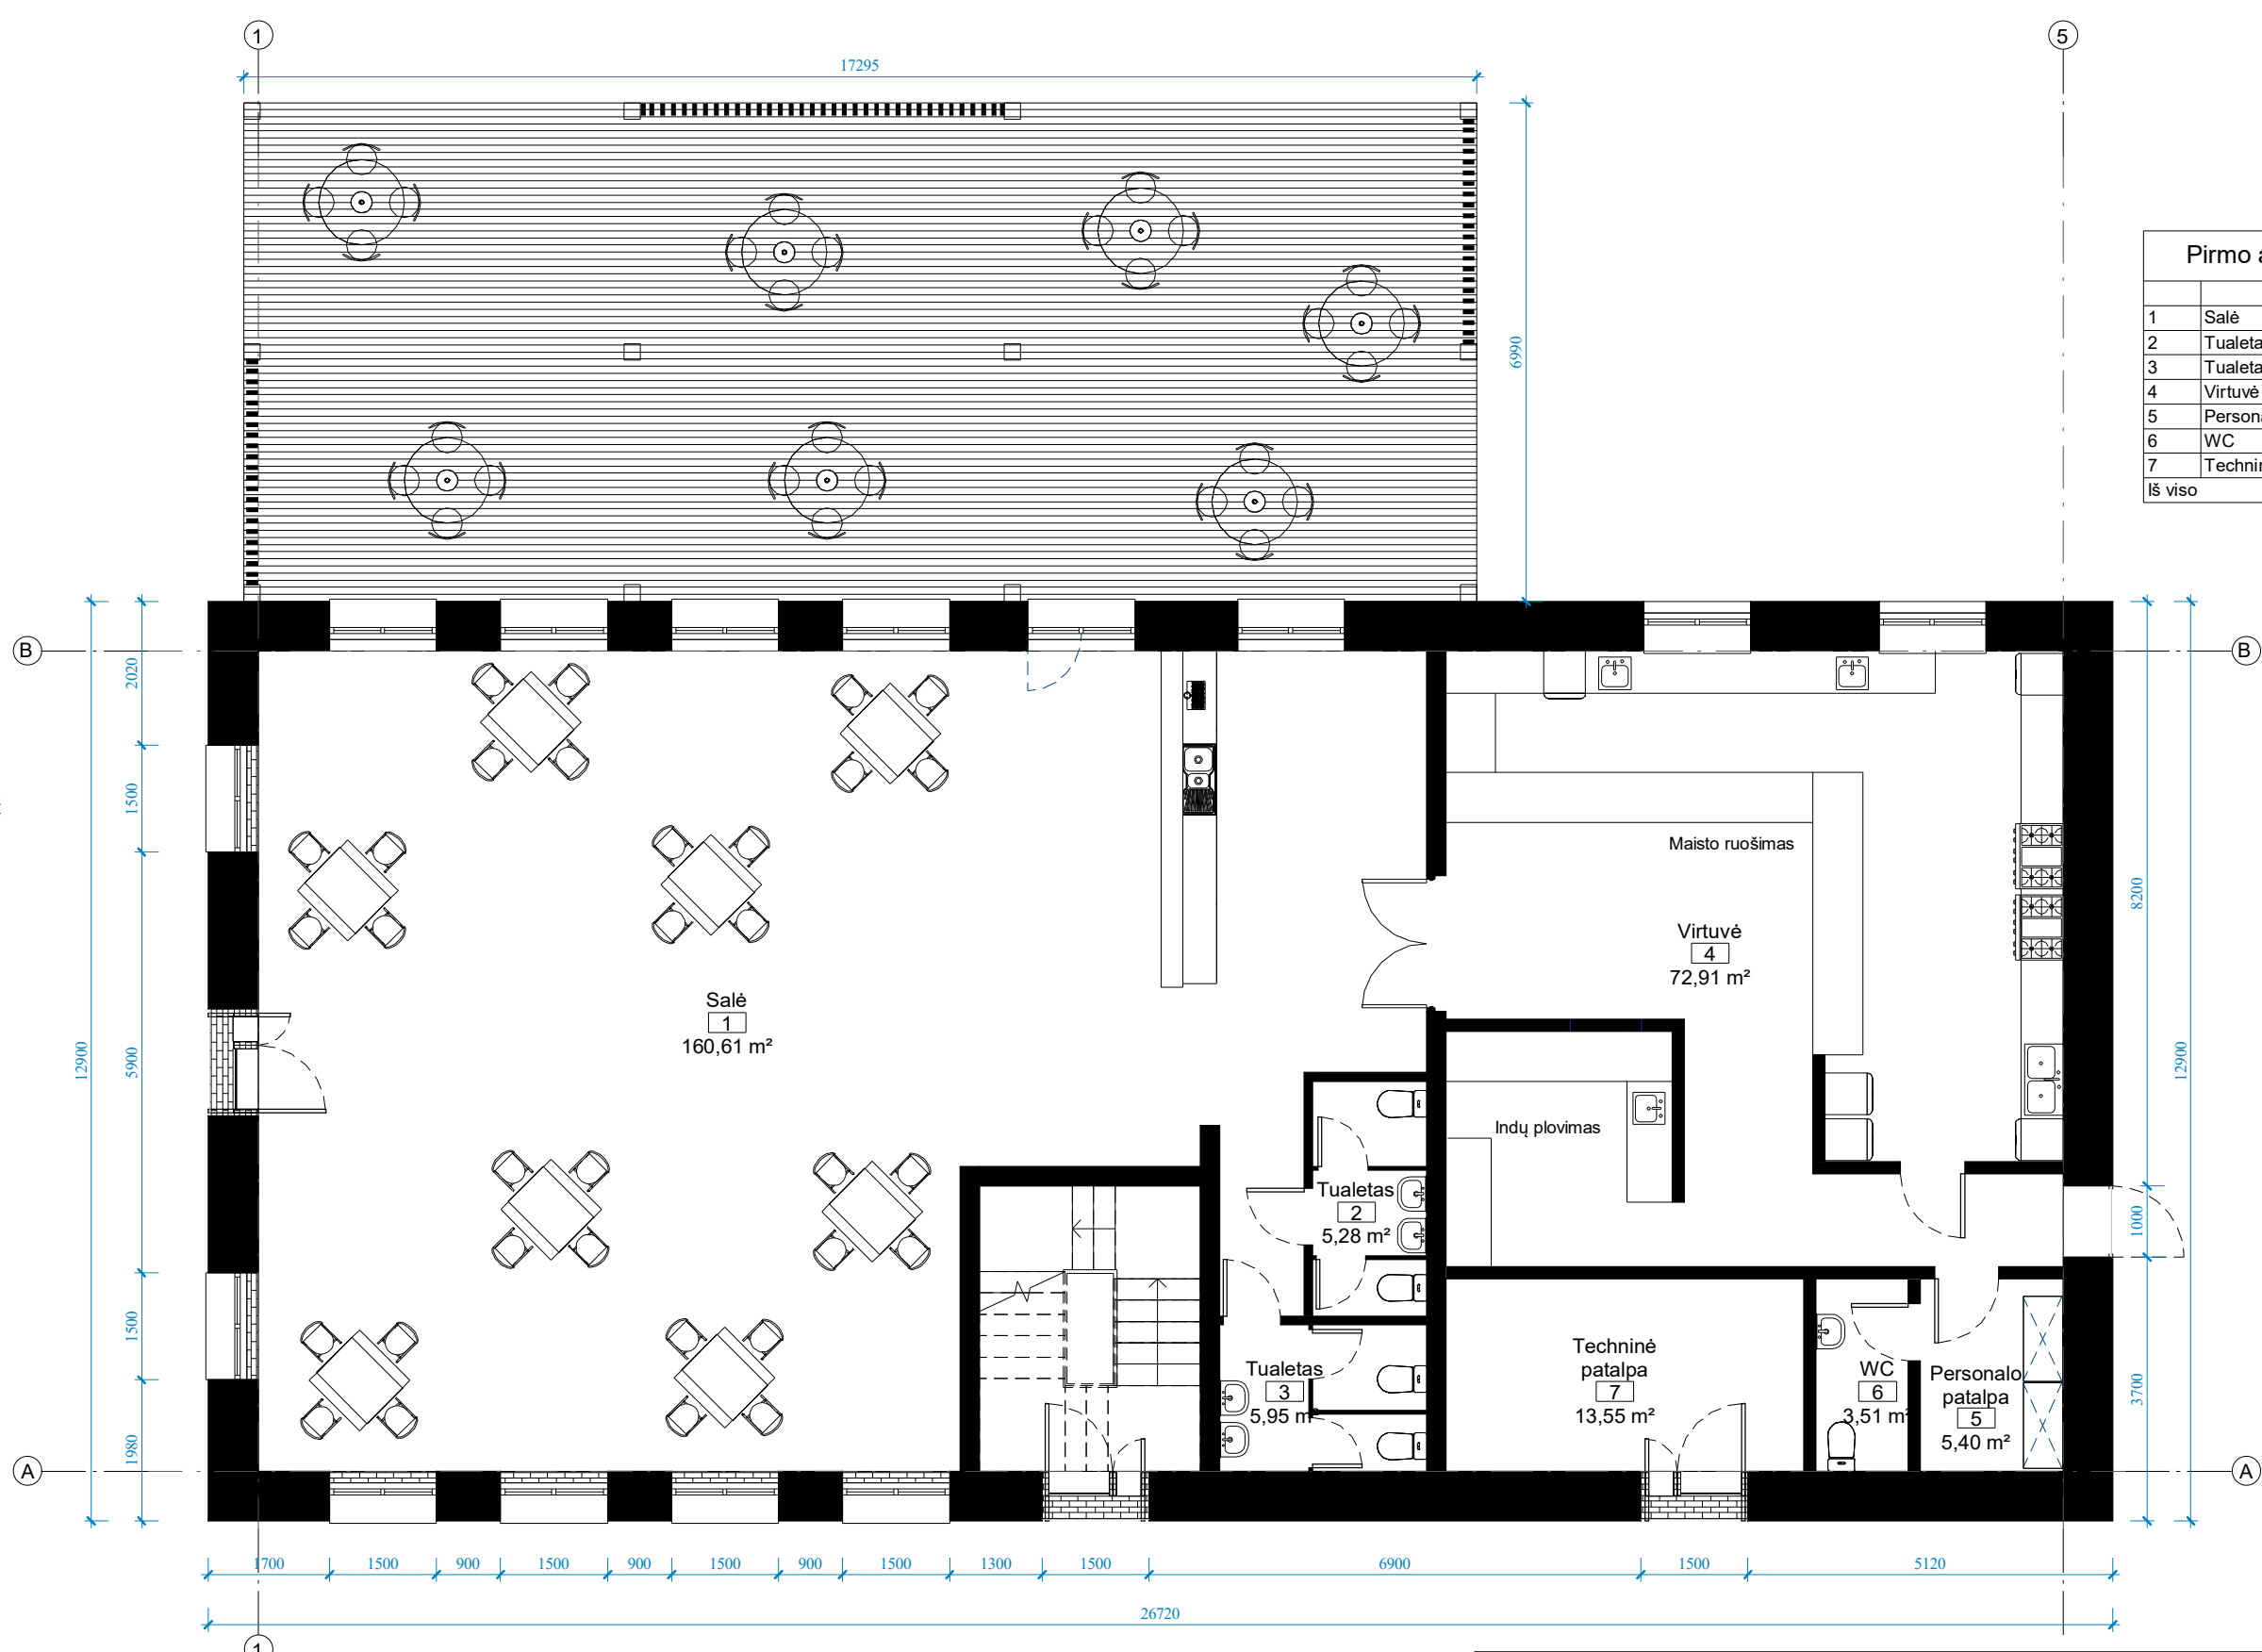 1
5
17295
6990
Pirmo a
1 Salė
2 Tualeta
3 Tualeta
4 Virtuvė
5 Persona
6 WC
7 Technin
Iš viso
B
B
2020
1500
5900
1500
1980
12900
8200
1000
3700
12900
Maisto ruošimas
Virtuvė
4
72,91 m²
Salė
1
160,61 m²
Indų plovimas
Tualetas
2
5,28 m²
Tualetas
3
5,95 m²
Techninė
patalpa
7
13,55 m²
WC
6
3,51 m²
Personalo
patalpa
5
5,40 m²
A
A
1700 1500 900 1500 900 1500 900 1500 1300 1500 6900 1500 5120
26720
1